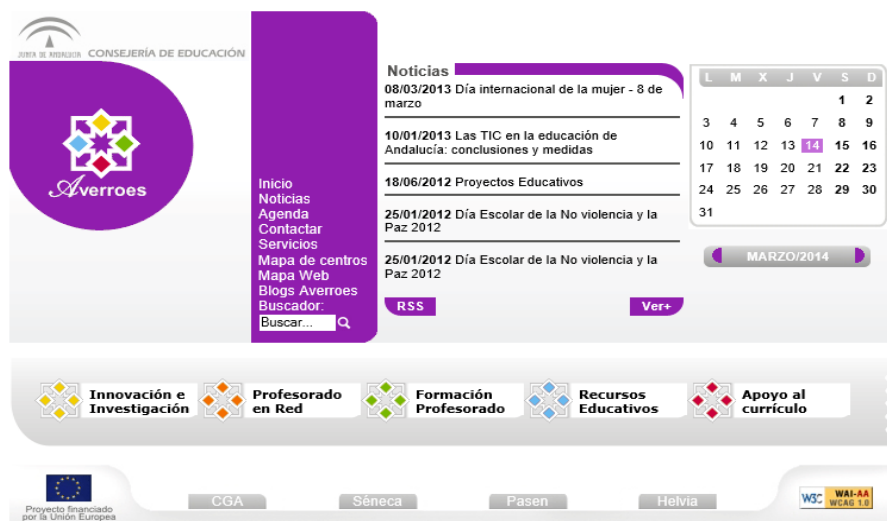 JUNTA DE ANDALUCIA CONSEJERÍA DE EDUCACIÓN
Averroes
Inicio
Noticias
Agenda
Contactar
Servicios
Mapa de centros
Mapa Web
Blogs Averroes
Buscador:
Buscar...
Noticias
08/03/2013 Día internacional de la mujer - 8 de
marzo
10/01/2013 Las TIC en la educación de
Andalucía: conclusiones y medidas
18/06/2012 Proyectos Educativos
25/01/2012 Día Escolar de la No violencia y la
Paz 2012
25/01/2012 Día Escolar de la No violencia y la
Paz 2012
RSS Ver+
L M X J V S D
1 2
3 4 5 6 7 8 9
10 11 12 13 14 15 16
17 18 19 20 21 22 23
24 25 26 27 28 29 30
31
MARZO/2014
Innovación e
Investigación
Profesorado
en Red
Formación
Profesorado
Recursos
Educativos
Apoyo al
currículo
Proyecto financiado
por la Unión Europea
CGA Séneca Pasen Helvia
W3C WAI-AA
WCAG 1.0